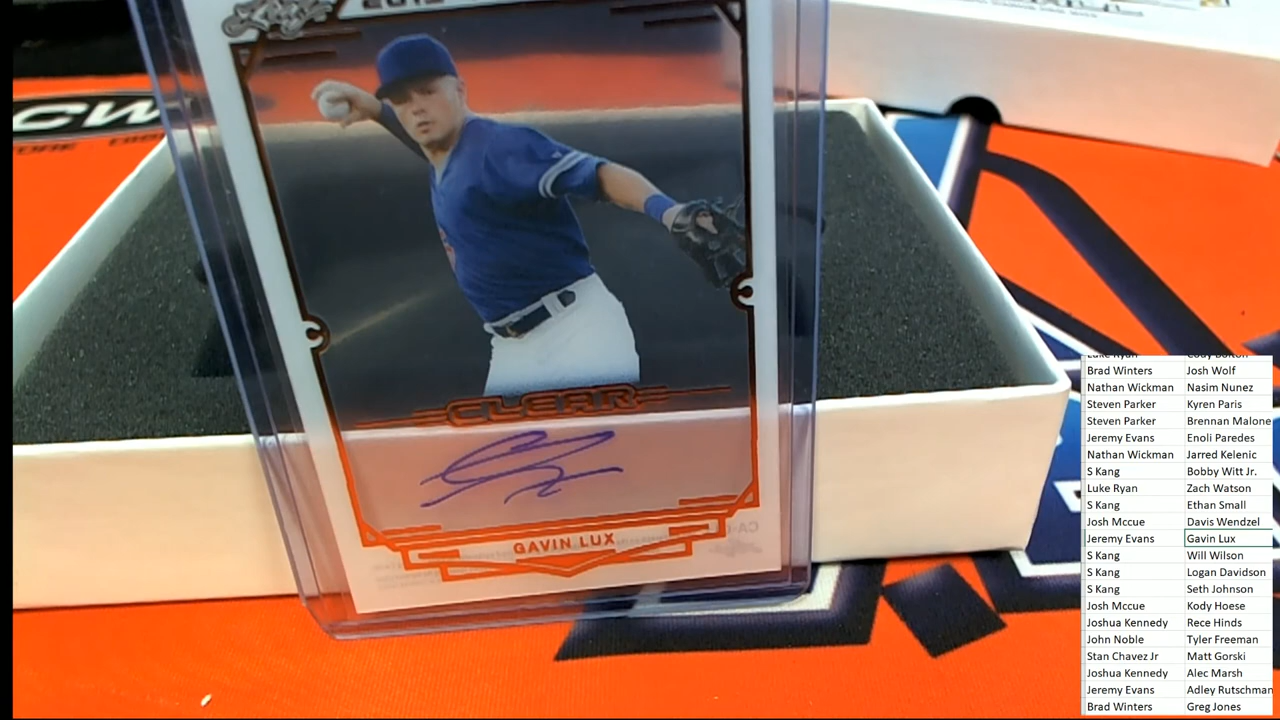 CW
CLEAR
GAVIN LUX
CA-
Brad Winters Josh Wolf
Nathan Wickman Nasim Nunez
Steven Parker Kyren Paris
Steven Parker Brennan Malone
Jeremy Evans Enoli Paredes
Nathan Wickman Jarred Kelenic
S Kang Bobby Witt Jr.
Luke Ryan Zach Watson
S Kang Ethan Small
Josh Mccue Davis Wendzel
Jeremy Evans Gavin Lux
S Kang Will Wilson
S Kang Logan Davidson
S Kang Seth Johnson
Josh Mccue Kody Hoese
Joshua Kennedy Rece Hinds
John Noble Tyler Freeman
Stan Chavez Jr Matt Gorski
Joshua Kennedy Alec Marsh
Jeremy Evans Adley Rutschman
Brad Winters Greg Jones